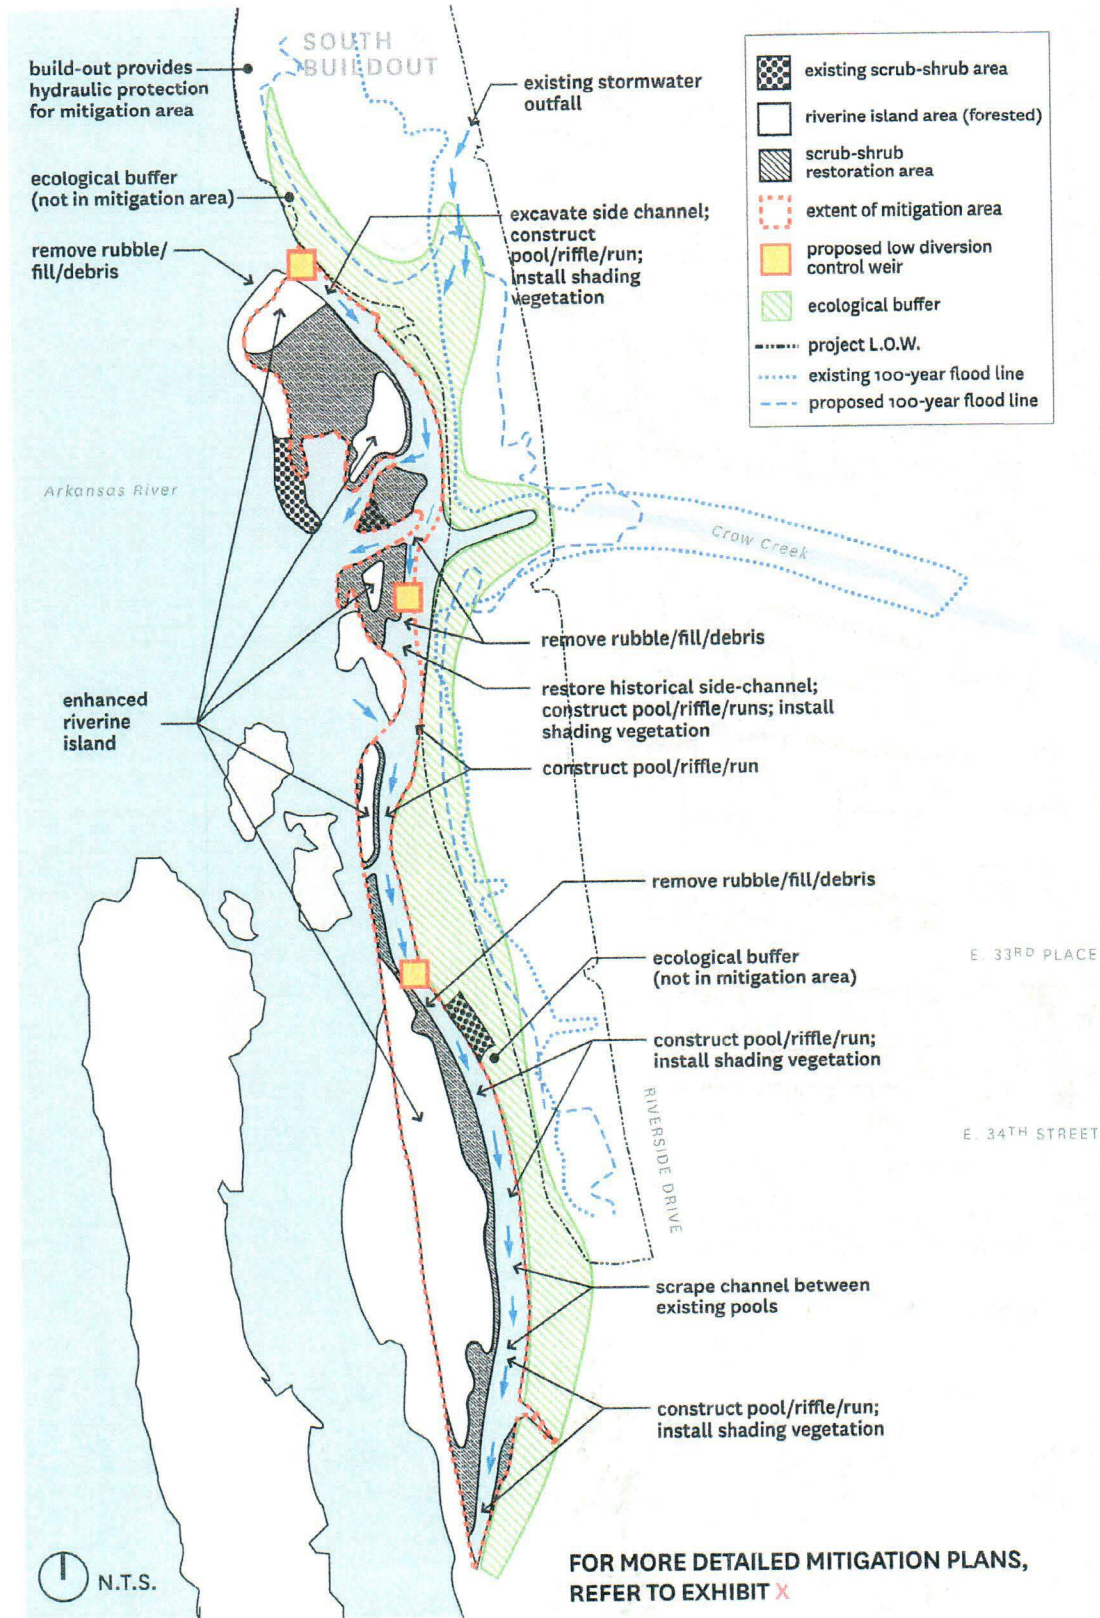 SOUTH
BUILDOUT
build-out provides
hydraulic protection
for mitigation area
existing stormwater
outfall
ecological buffer
(not in mitigation area)
excavate side channel;
construct
pool/riffle/run;
install shading
vegetation
remove rubble/
fill/debris
existing scrub-shrub area
riverine island area (forested)
scrub-shrub
restoration area
extent of mitigation area
proposed low diversion
control weir
ecological buffer
project L.O.W.
existing 100-year flood line
proposed 100-year flood line
Arkansas River
Crow Creek
remove rubble/fill/debris
restore historical side-channel;
construct pool/riffle/runs; install
shading vegetation
enhanced
riverine
island
construct pool/riffle/run
remove rubble/fill/debris
ecological buffer
(not in mitigation area)
E. 33RD PLACE
construct pool/riffle/run;
install shading vegetation
RIVERSIDE DRIVE
E. 34TH STREET
scrape channel between
existing pools
construct pool/riffle/run;
install shading vegetation
N.T.S.
FOR MORE DETAILED MITIGATION PLANS,
REFER TO EXHIBIT X